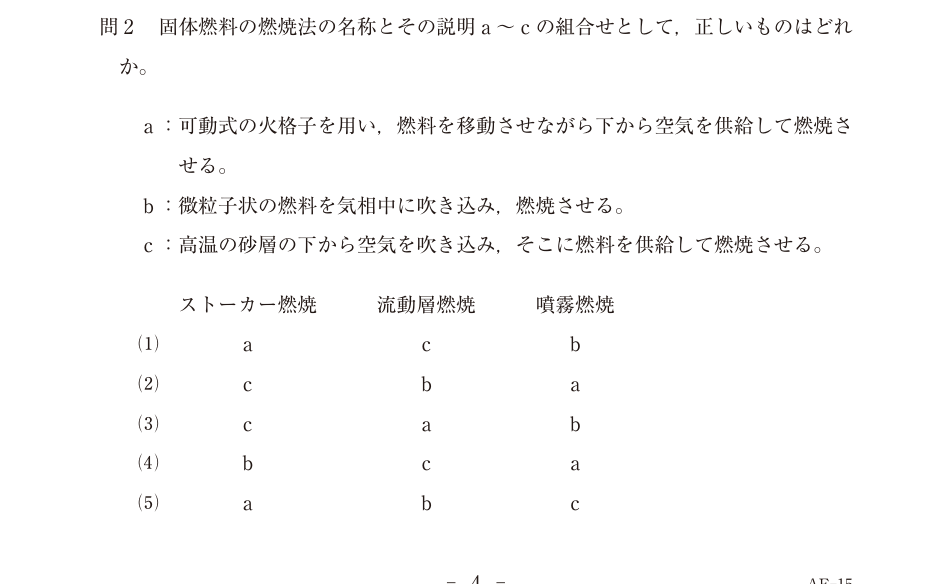 問2 固体燃料の燃焼法の名称とその説明a～cの組合せとして，正しいものはどれ
か。
a：可動式の火格子を用い，燃料を移動させながら下から空気を供給して燃焼さ
せる。
b：微粒子状の燃料を気相中に吹き込み，燃焼させる。
c：高温の砂層の下から空気を吹き込み，そこに燃料を供給して燃焼させる。
ストーカー燃焼 流動層燃焼 噴霧燃焼
(1) a c b
(2) c b a
(3) c a b
(4) b c a
(5) a b c
− 4 −